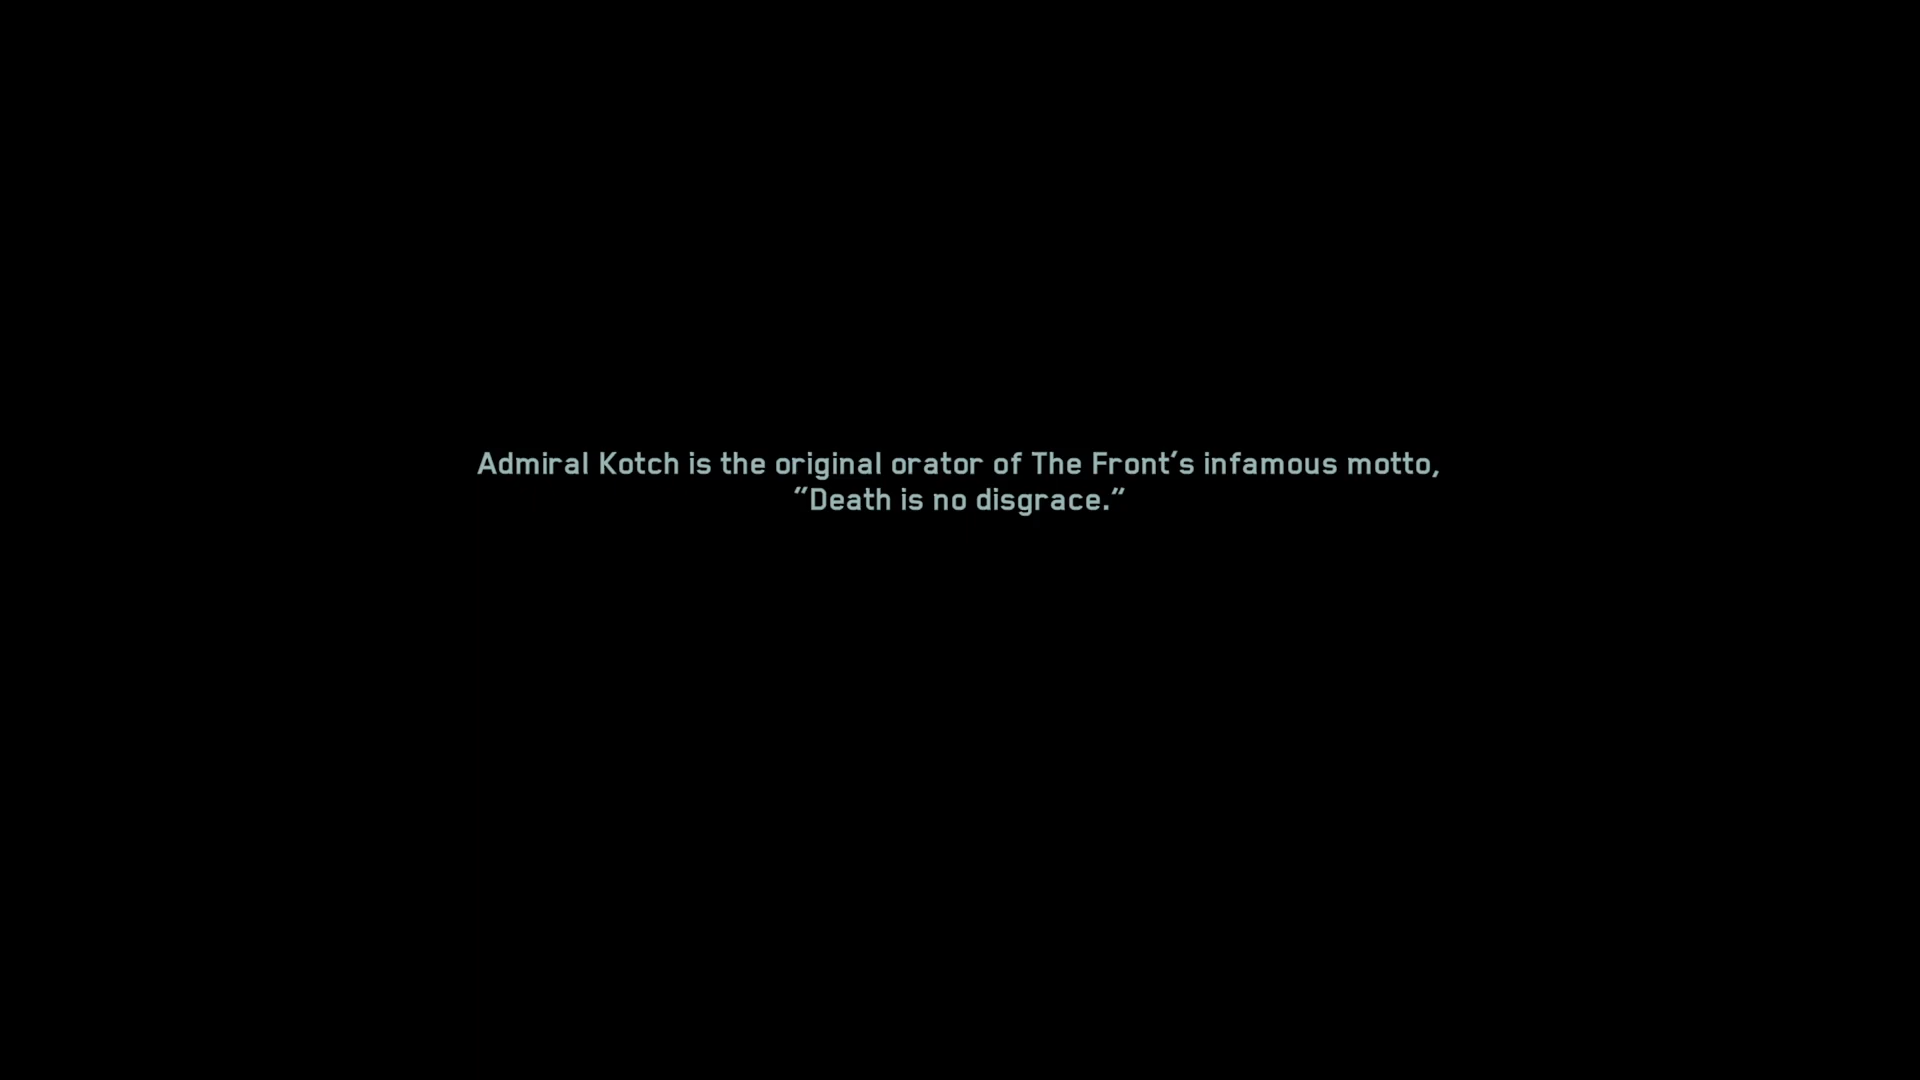 Admiral Kotch is the original orator of The Front's infamous motto,
"Death is no disgrace."